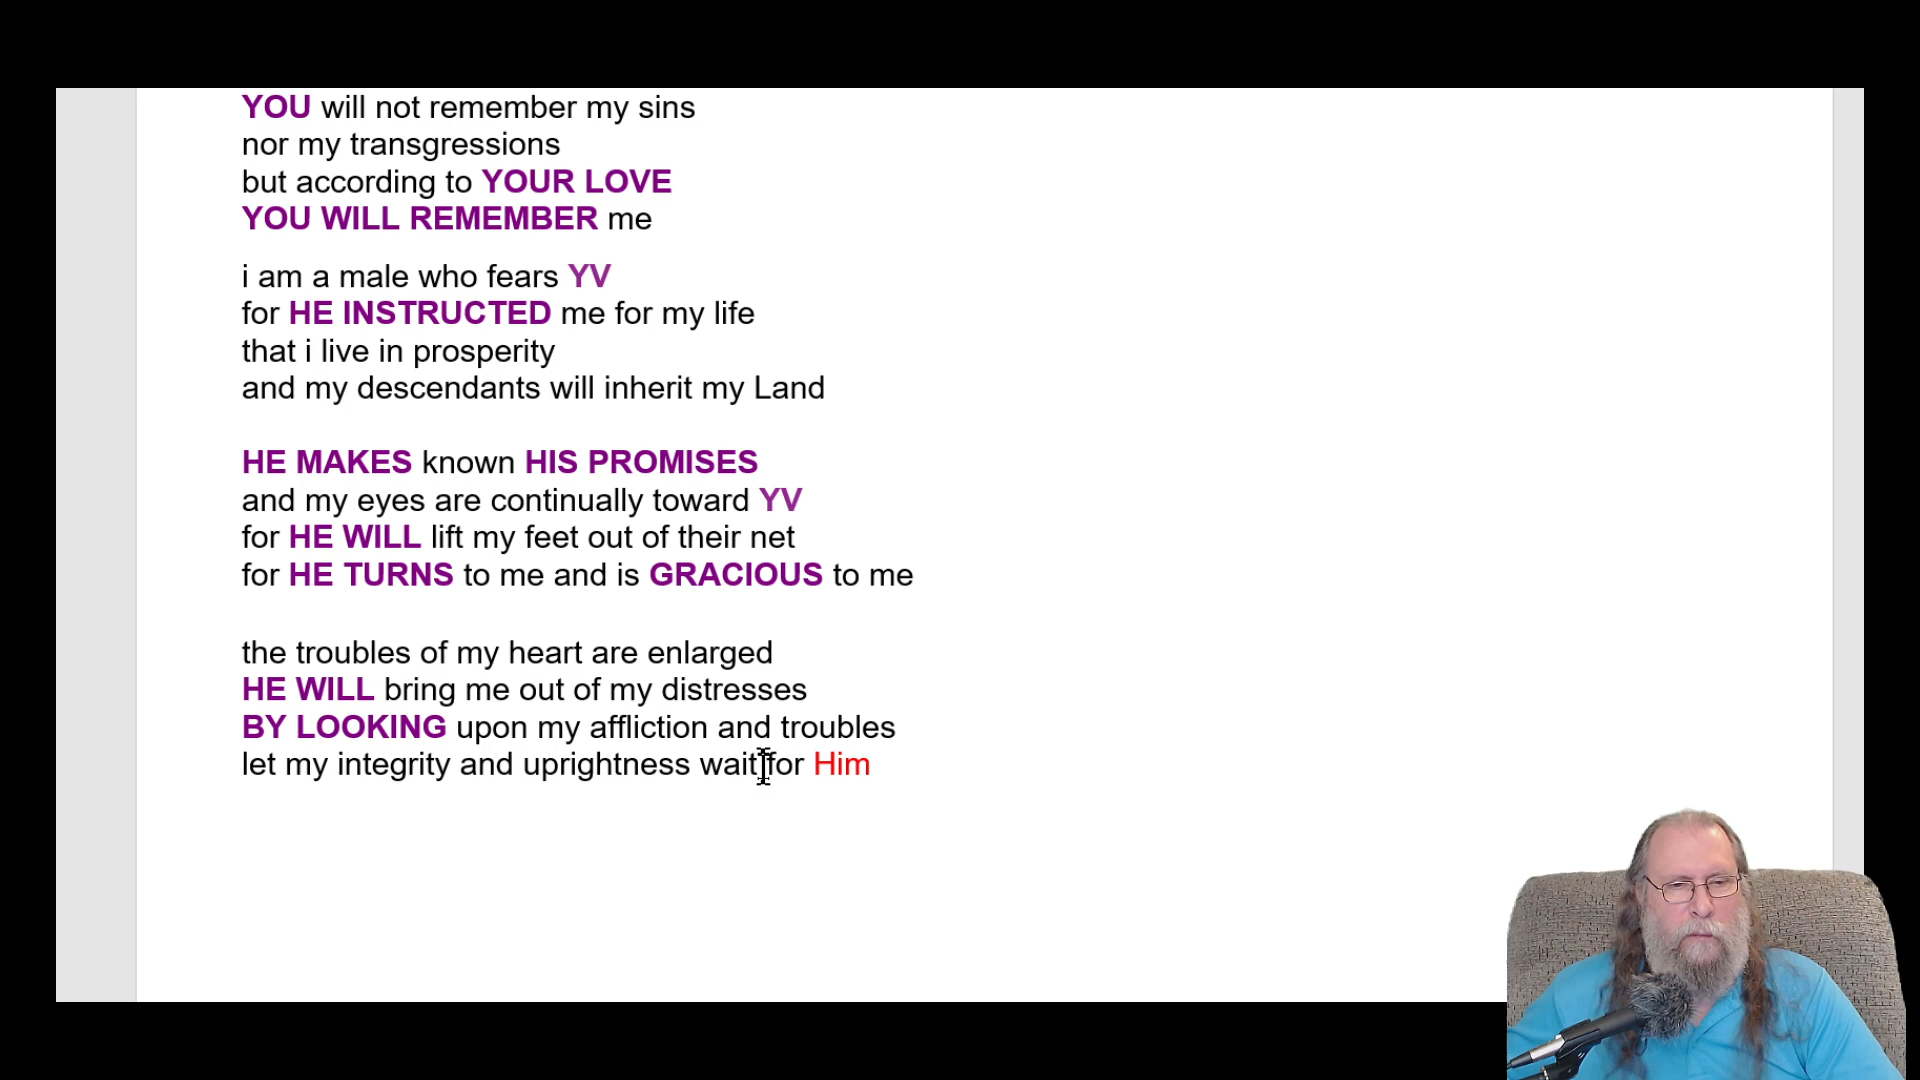 YOU will not remember my sins
nor my transgressions
but according to YOUR LOVE
YOU WILL REMEMBER me
i am a male who fears YV
for HE INSTRUCTED me for my life
that i live in prosperity
and my descendants will inherit my Land
HE MAKES known HIS PROMISES
and my eyes are continually toward YV
for HE WILL lift my feet out of their net
for HE TURNS to me and is GRACIOUS to me
the troubles of my heart are enlarged
HE WILL bring me out of my distresses
BY LOOKING upon my affliction and troubles
let my integrity and uprightness wait for Him